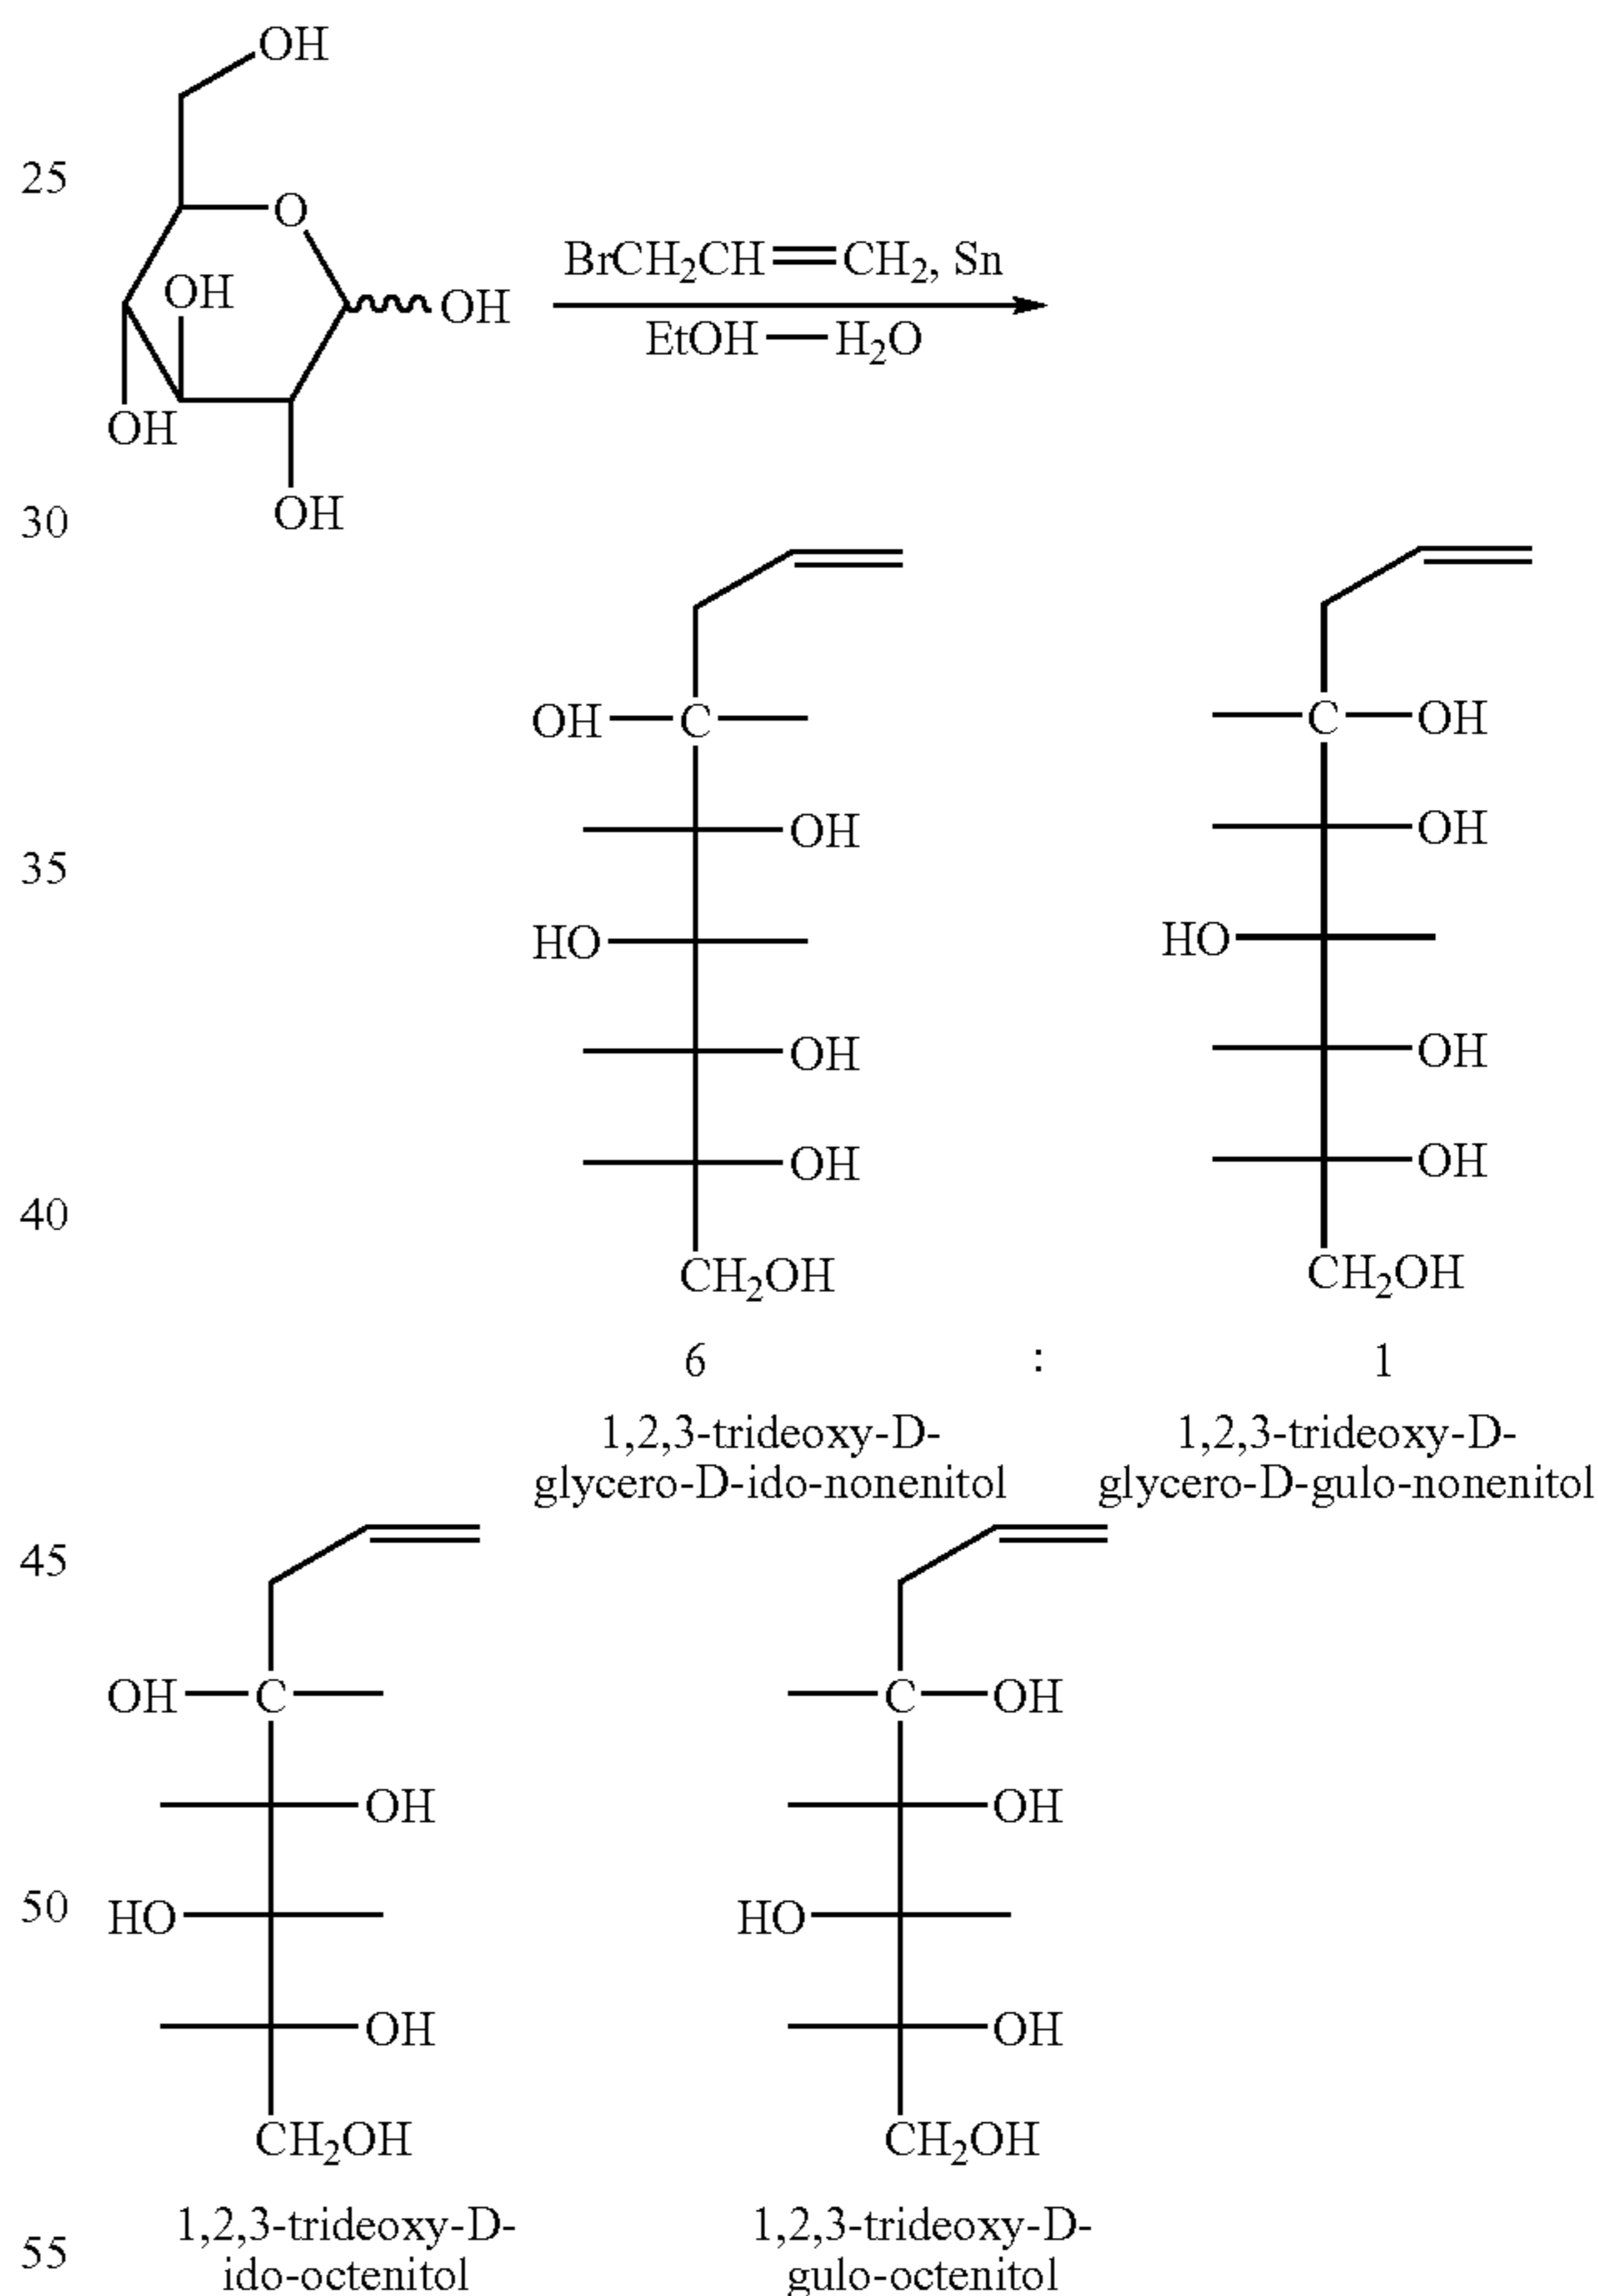 OH
25
O
OH
OH
OH
OH
BrCH₂CH=CH₂, Sn
EtOH—H₂O
30
OH C
C OH
OH
OH
35
HO
HO
OH
OH
OH
OH
40
CH₂OH
CH₂OH
6 : 1
1,2,3-trideoxy-D-
glycero-D-ido-nonenitol
1,2,3-trideoxy-D-
glycero-D-gulo-nonenitol
45
OH C
C OH
OH
OH
50
HO
HO
OH
OH
CH₂OH
CH₂OH
1,2,3-trideoxy-D-
ido-octenitol
1,2,3-trideoxy-D-
gulo-octenitol
55